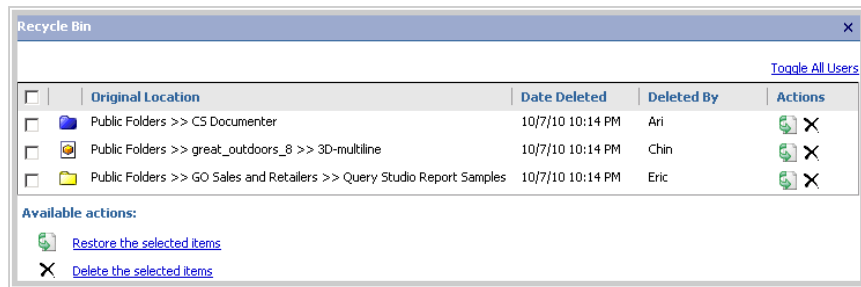 Recycle Bin
Toggle All Users
Original Location Date Deleted Deleted By Actions
Public Folders >> CS Documenter 10/7/10 10:14 PM Ari
Public Folders >> great_outdoors_8 >> 3D-multiline 10/7/10 10:14 PM Chin
Public Folders >> GO Sales and Retailers >> Query Studio Report Samples 10/7/10 10:14 PM Eric
Available actions:
Restore the selected items
Delete the selected items